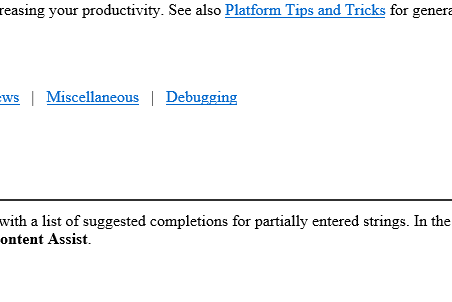 reasing your productivity. See also Platform Tips and Tricks for genera
ews | Miscellaneous | Debugging
with a list of suggested completions for partially entered strings. In the
ontent Assist.